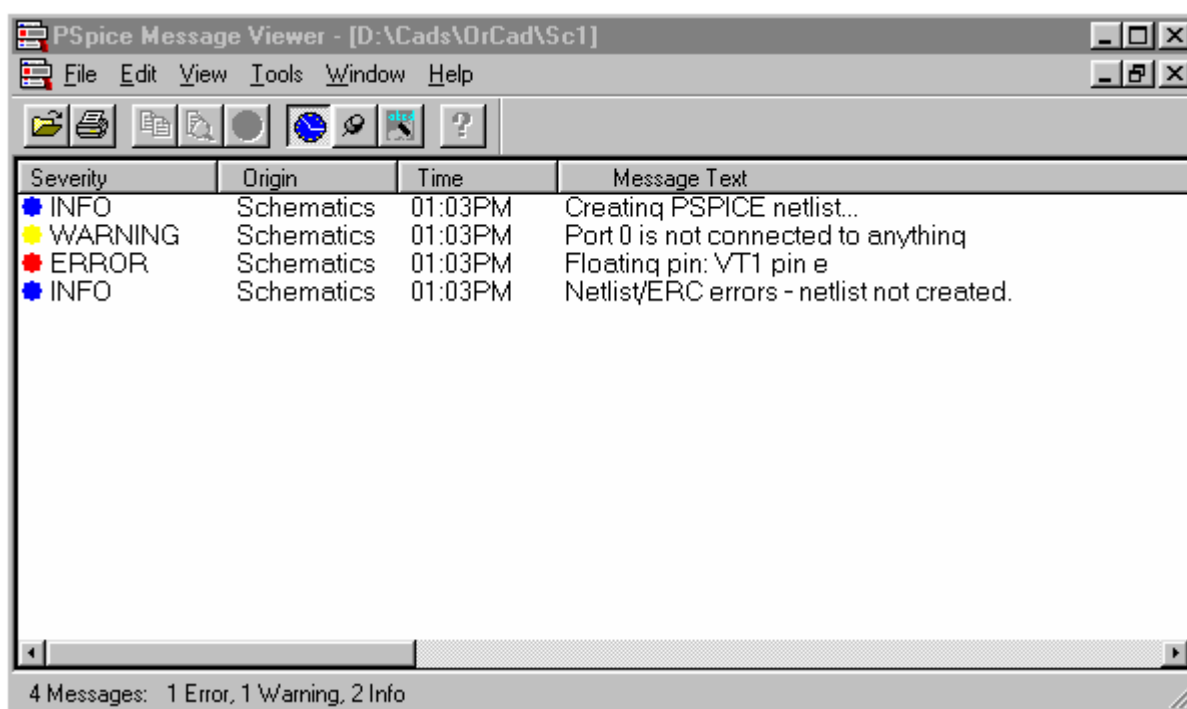 PSpice Message Viewer - [D:\Cads\OrCad\Sc1]
File Edit View Tools Window Help
abcd
?
Severity Origin Time Message Text
INFO Schematics 01:03PM Creating PSPICE netlist...
WARNING Schematics 01:03PM Port 0 is not connected to anything
ERROR Schematics 01:03PM Floating pin: VT1 pin e
INFO Schematics 01:03PM Netlist/ERC errors - netlist not created.
4 Messages: 1 Error, 1 Warning, 2 Info